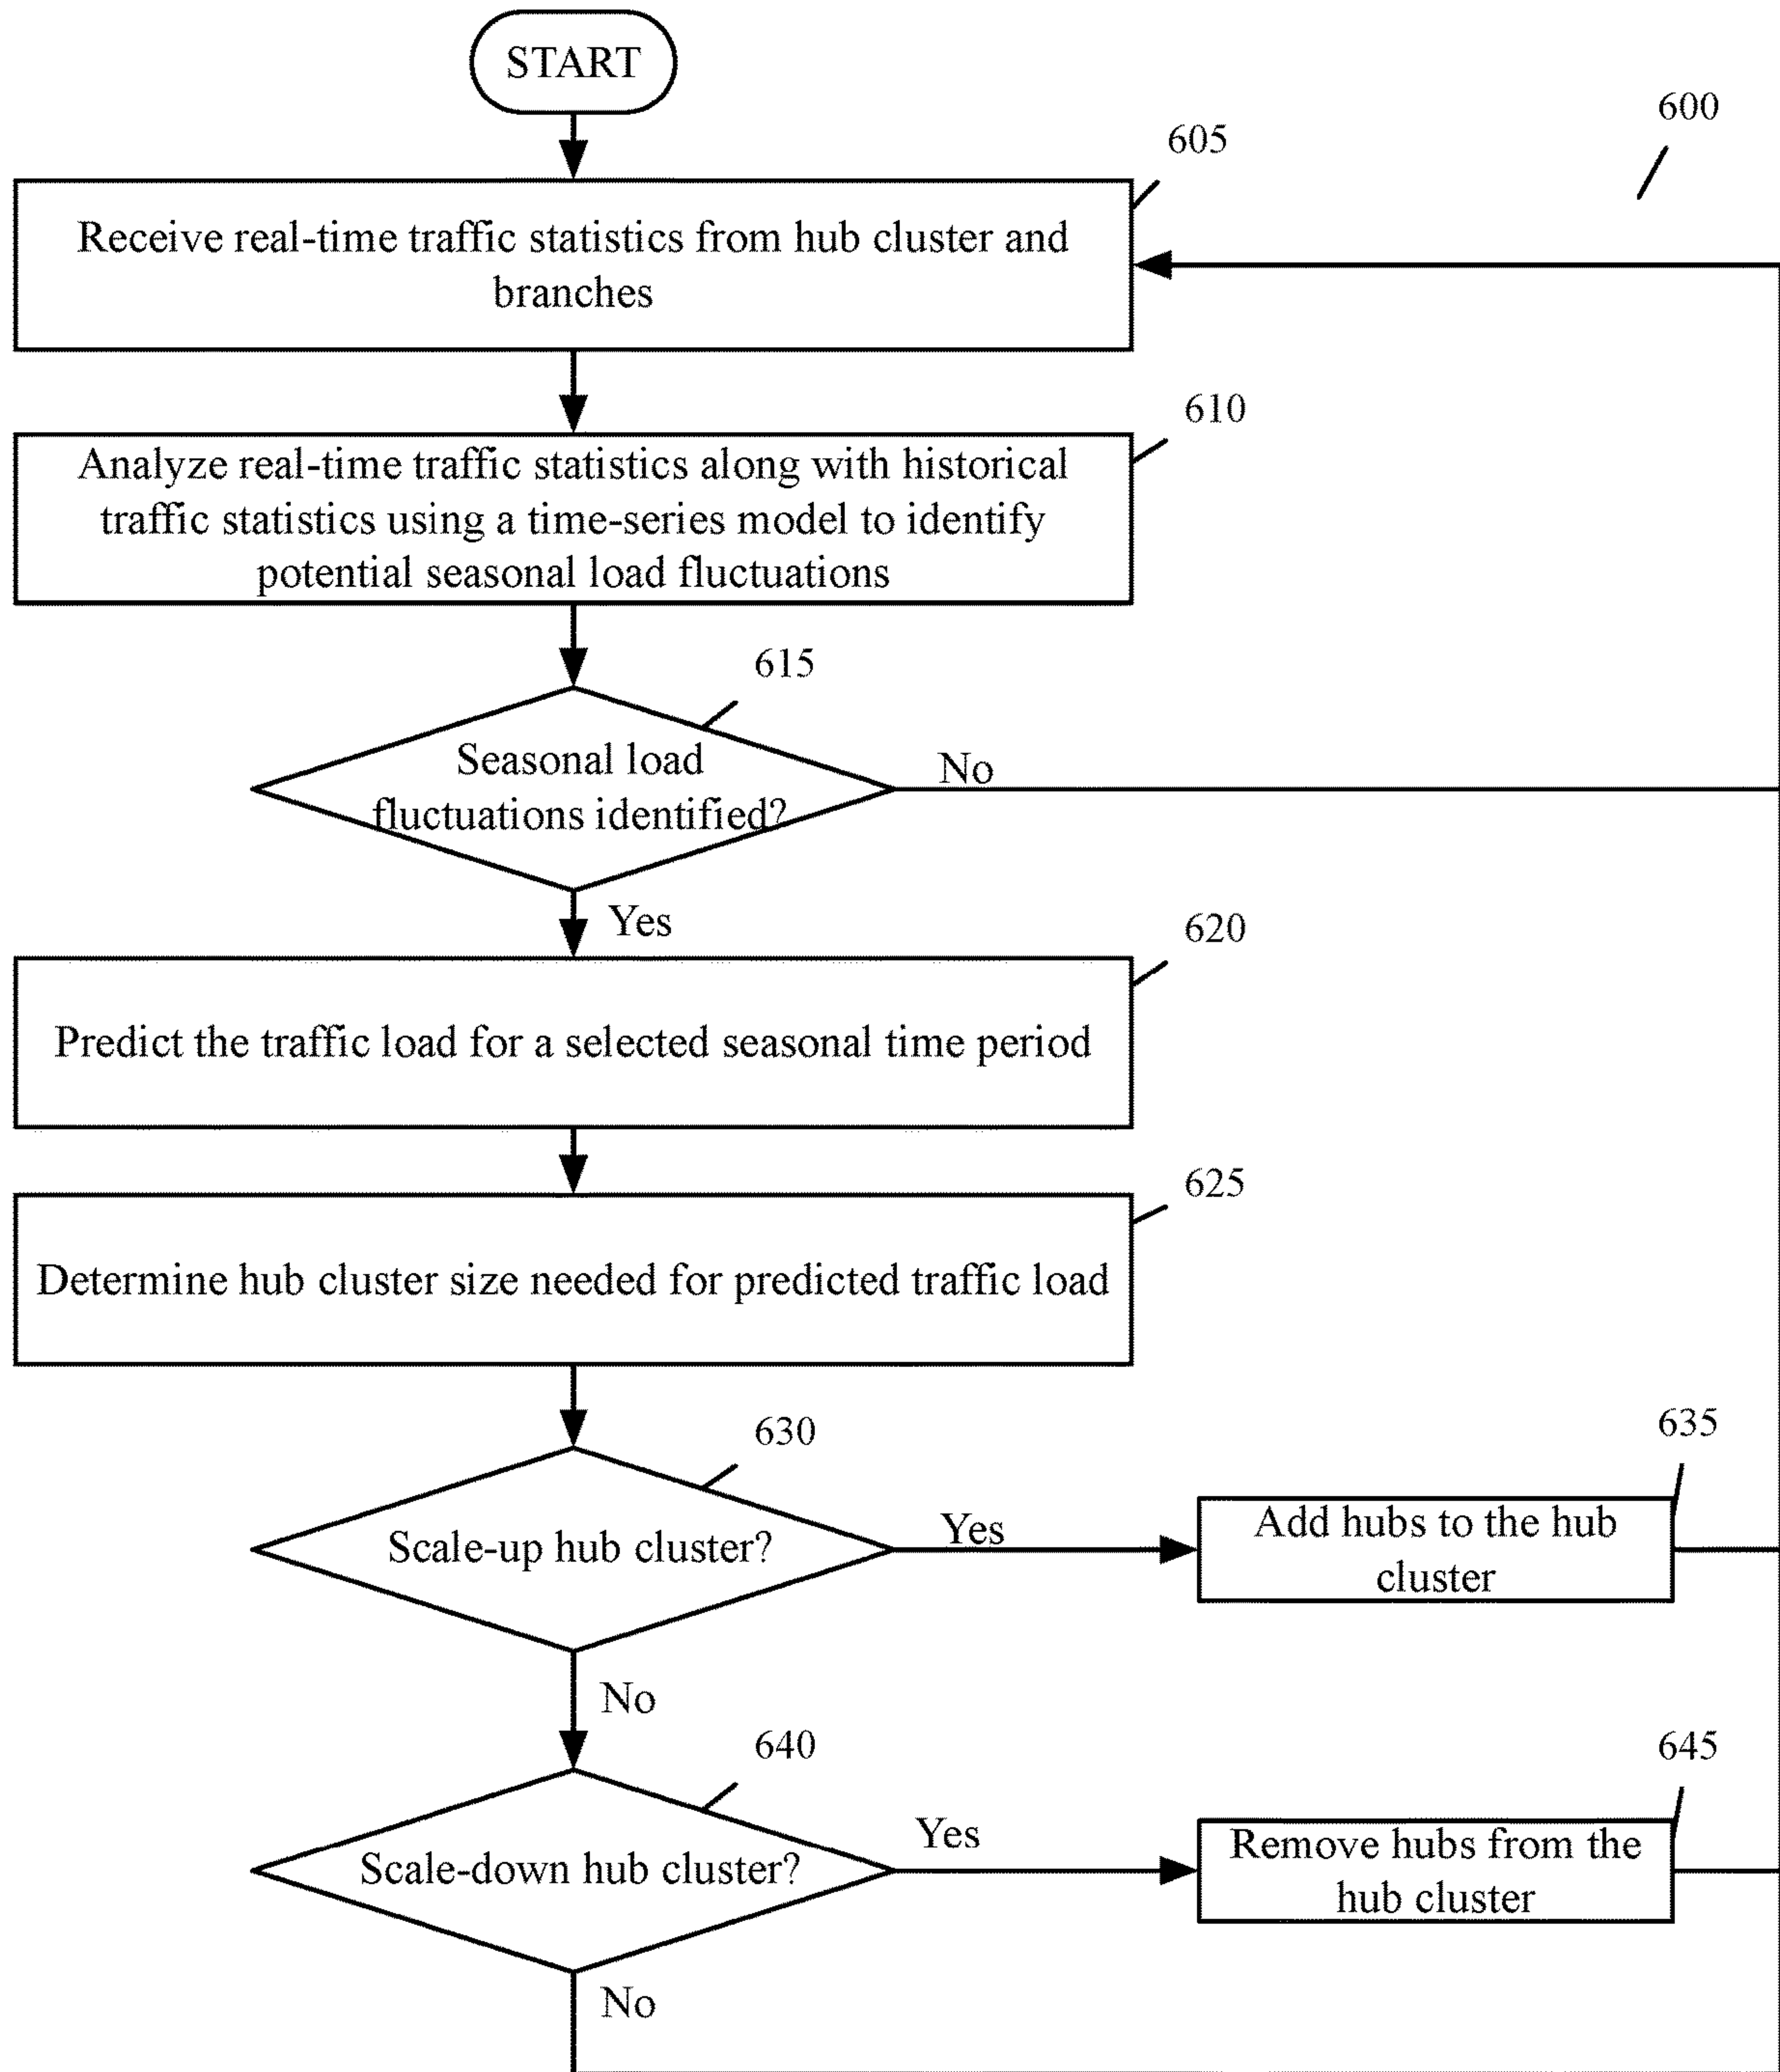 START
600
605
Receive real-time traffic statistics from hub cluster and
branches
610
Analyze real-time traffic statistics along with historical
traffic statistics using a time-series model to identify
potential seasonal load fluctuations
615
Seasonal load
fluctuations identified?
No
Yes
620
Predict the traffic load for a selected seasonal time period
625
Determine hub cluster size needed for predicted traffic load
630
Scale-up hub cluster?
Yes
635
Add hubs to the hub
cluster
No
640
Scale-down hub cluster?
Yes
645
Remove hubs from the
hub cluster
No